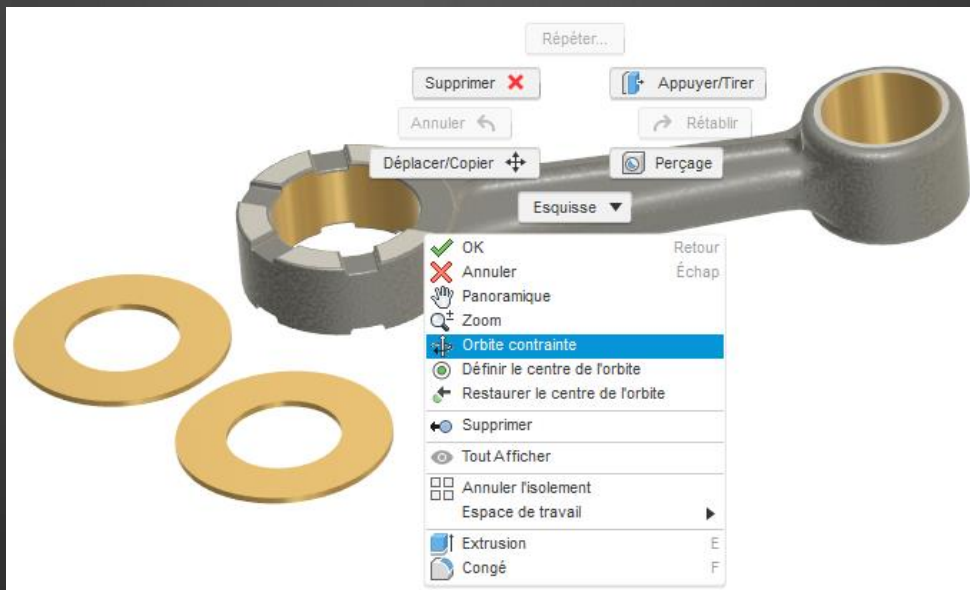 Répéter...
Supprimer
Appuyer/Tirer
Annuler
Rétablir
Déplacer/Copier
Perçage
Esquisse
OK Retour
Annuler Échap
Panoramique
Zoom
Orbite contrainte
Définir le centre de l'orbite
Restaurer le centre de l'orbite
Supprimer
Tout Afficher
Annuler l'isolement
Espace de travail
Extrusion E
Congé F